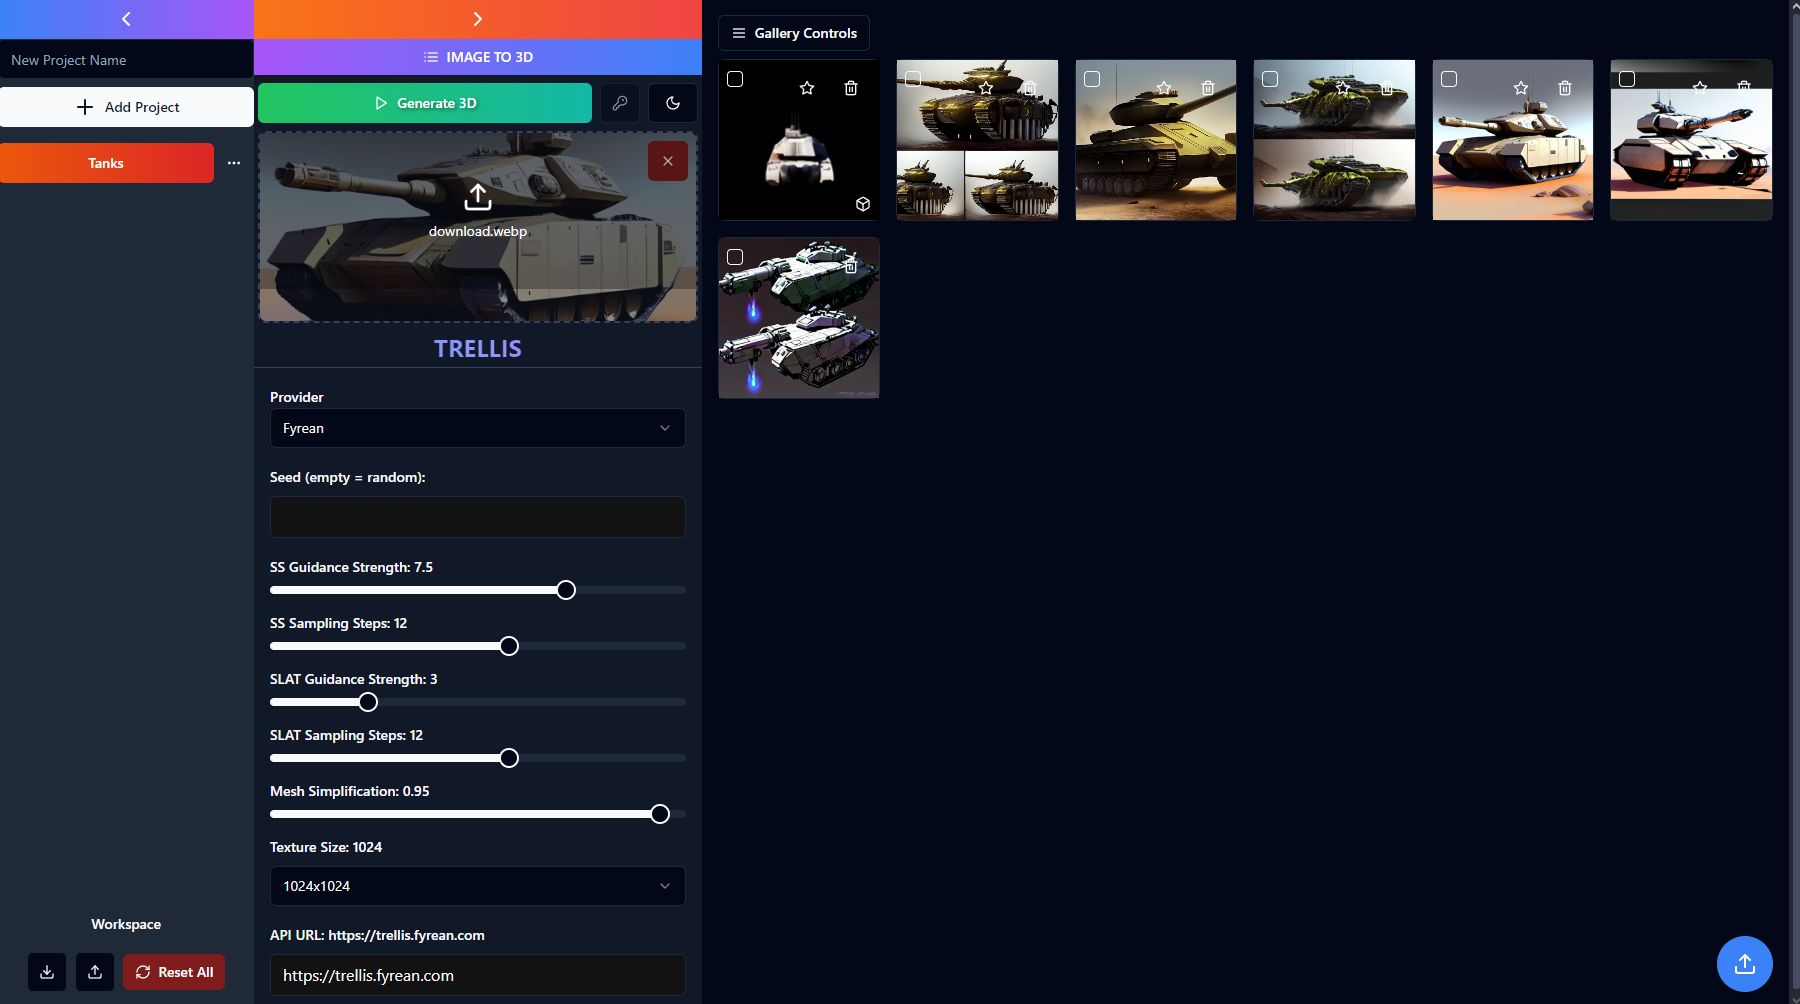 New Project Name
Add Project
Tanks
Workspace
Reset All
IMAGE TO 3D
Generate 3D
download.webp
TRELLIS
Provider
Fyrean
Seed (empty = random):
SS Guidance Strength: 7.5
SS Sampling Steps: 12
SLAT Guidance Strength: 3
SLAT Sampling Steps: 12
Mesh Simplification: 0.95
Texture Size: 1024
1024x1024
API URL: https://trellis.fyrean.com
https://trellis.fyrean.com
Gallery Controls